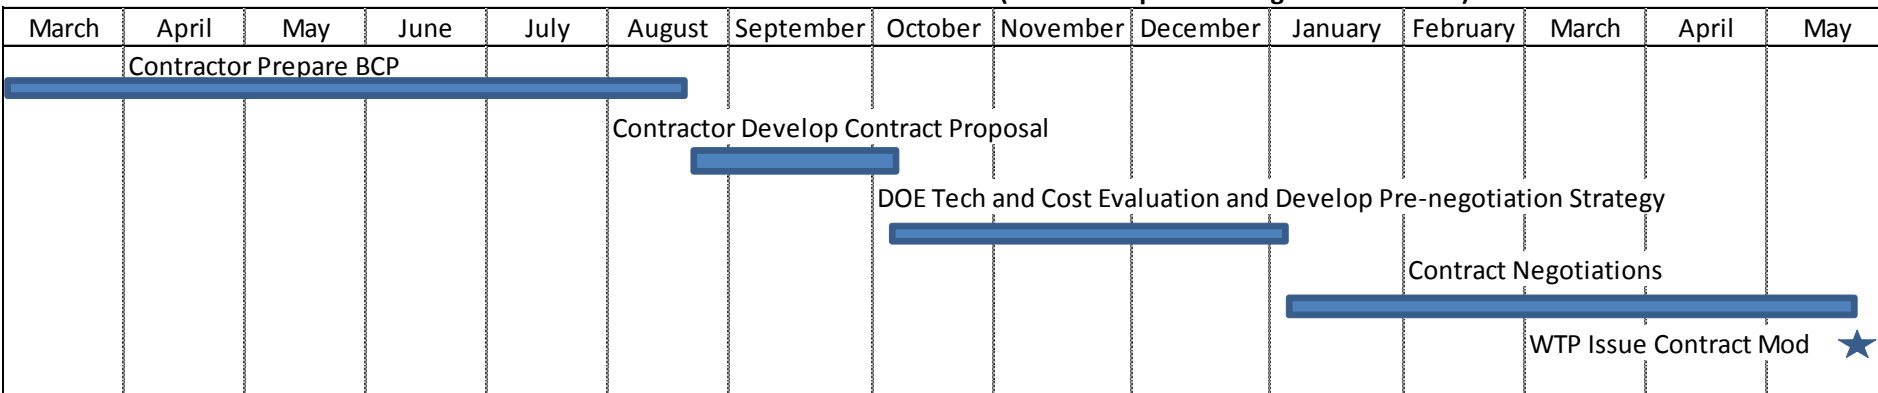 March April May June July August September October November December January February March April May
Contractor Prepare BCP
Contractor Develop Contract Proposal
DOE Tech and Cost Evaluation and Develop Pre-negotiation Strategy
Contract Negotiations
WTP Issue Contract Mod